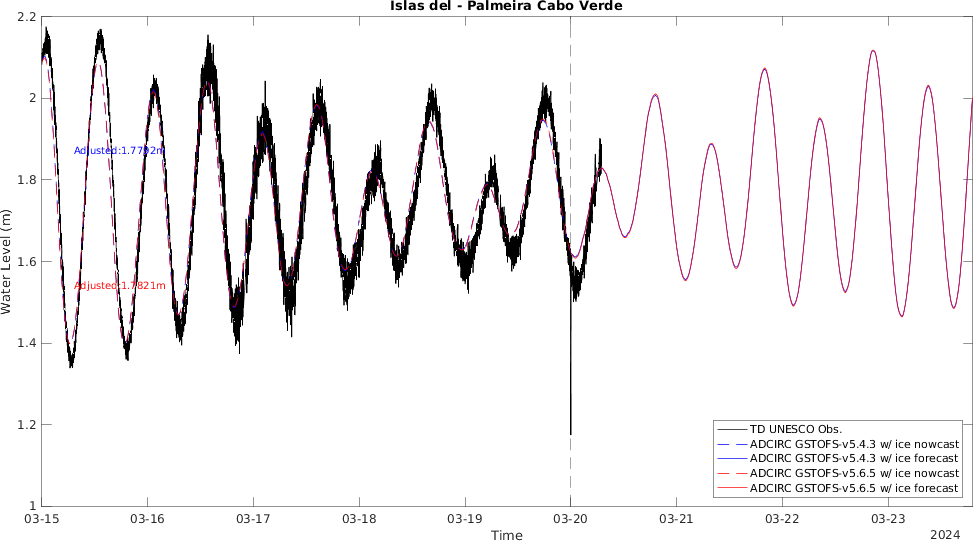 Islas del - Palmeira Cabo Verde
2.2
2
1.8
1.6
1.4
1.2
1
Water Level (m)
Adjusted:1.7792m
Adjusted:1.7821m
TD UNESCO Obs.
ADCIRC GSTOFS-v5.4.3 w/ ice nowcast
ADCIRC GSTOFS-v5.4.3 w/ ice forecast
ADCIRC GSTOFS-v5.6.5 w/ ice nowcast
ADCIRC GSTOFS-v5.6.5 w/ ice forecast
03-15 03-16 03-17 03-18 03-19 03-20 03-21 03-22 03-23
Time
2024